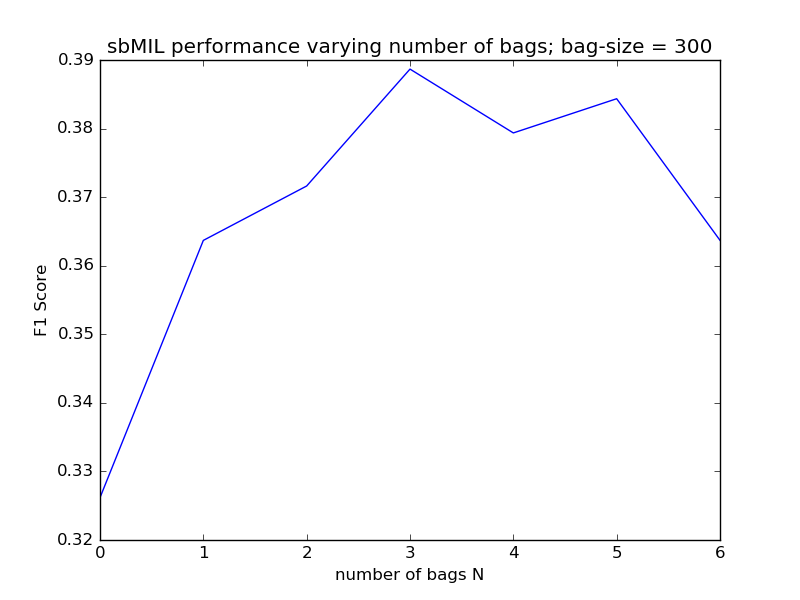 sbMIL performance varying number of bags; bag-size = 300
0.39
0.38
0.37
0.36
0.35
0.34
0.33
0.32
F1 Score
0 1 2 3 4 5 6
number of bags N